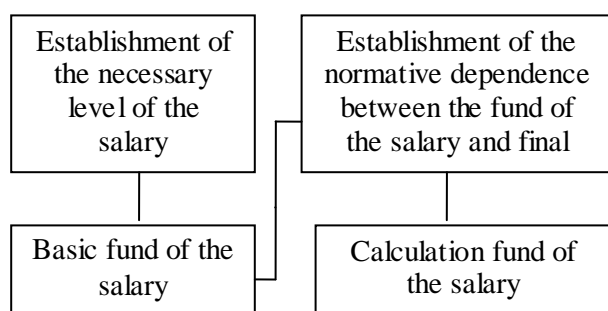 Establishment of
the necessary
level of the
salary
Establishment of the
normative dependence
between the fund of
the salary and final
Basic fund of the
salary
Calculation fund of
the salary